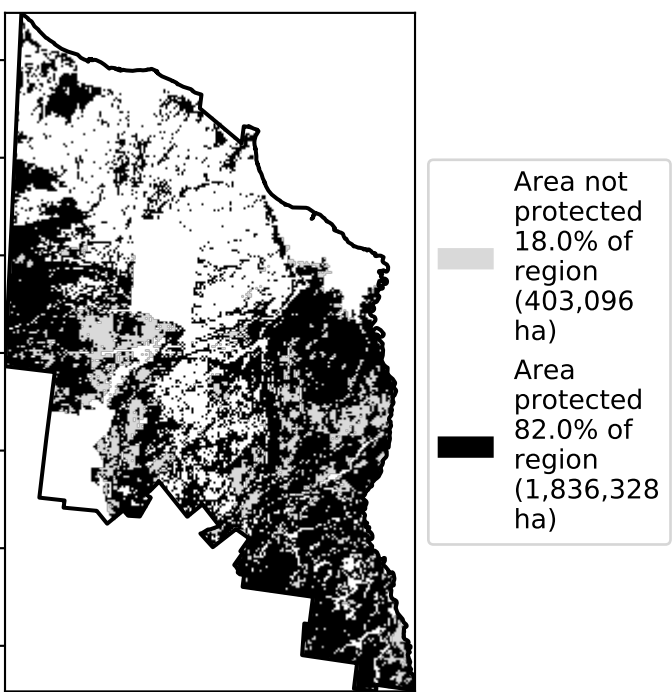 Area not
protected
18.0% of
region
(403,096
ha)
Area
protected
82.0% of
region
(1,836,328
ha)